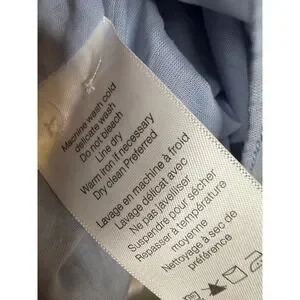 Machine wash cold
delicate wash
Do not bleach
Line dry
Warm iron if necessary
Dry clean Preferred
Lavage en machine à froid
Lavage délicat avec
Ne pas javelliser
Suspendre pour sécher
Repasser à température
moyenne
Nettoyage à sec de
préférence